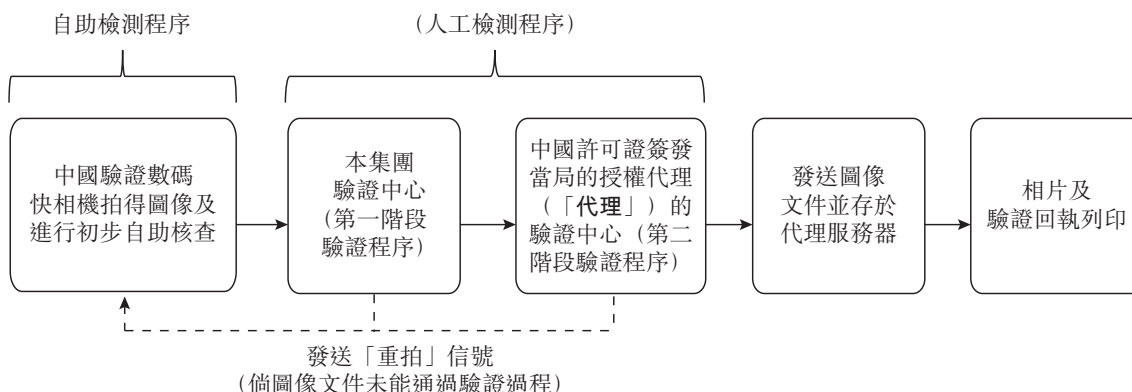 自助檢測程序
(人工檢測程序)
中國驗證數碼
快相機拍得圖像及
進行初步自助核查
本集團
驗證中心
(第一階段
驗證程序)
中國許可證簽發
當局的授權代理
(「代理」)的
驗證中心(第二
階段驗證程序)
發送圖像
文件並存於
代理服務器
相片及
驗證回執列印
發送「重拍」信號
(倘圖像文件未能通過驗證過程)